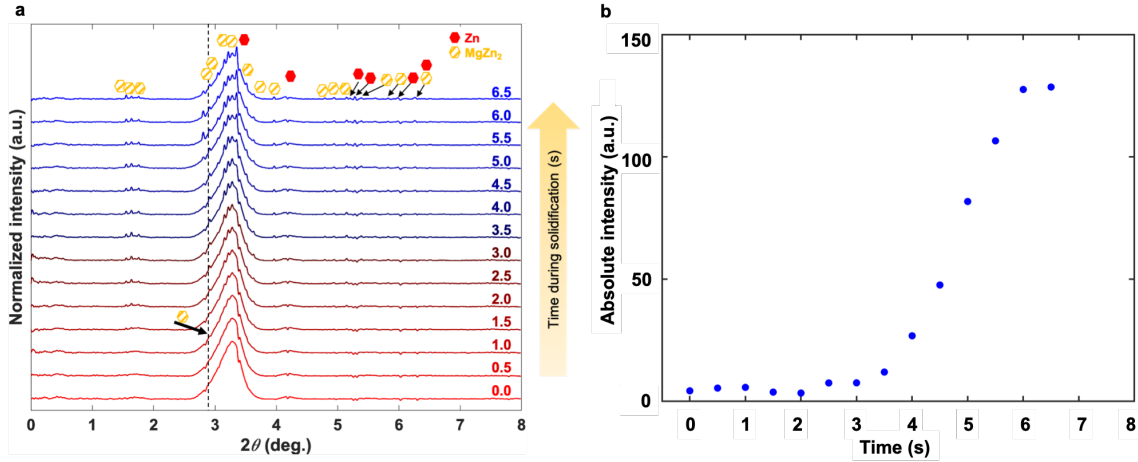 a
Zn
MgZn2
6.5
6.0
5.5
5.0
4.5
4.0
3.5
3.0
2.5
2.0
1.5
1.0
0.5
0.0
Normalized intensity (a.u.)
0 1 2 3 4 5 6 7 8
2θ (deg.)
Time during solidification (s)
b
150
100
50
0
Absolute intensity (a.u.)
0 1 2 3 4 5 6 7 8
Time (s)